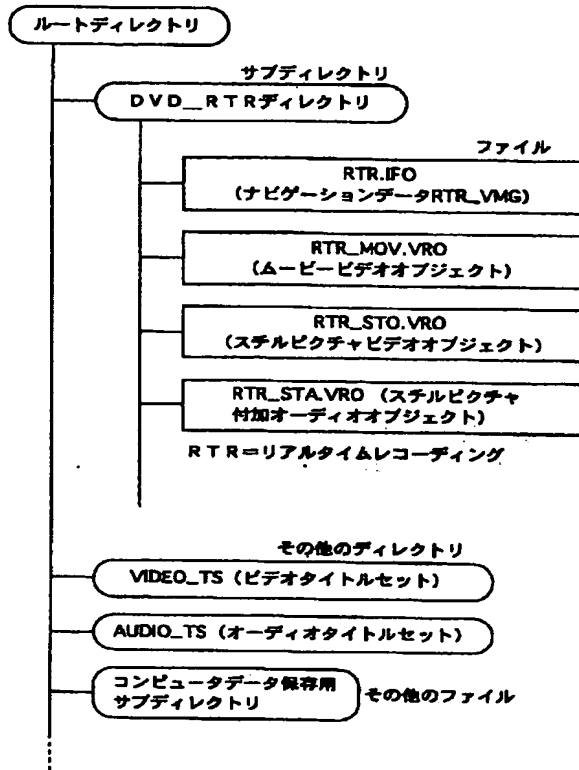 ルートディレクトリ
サブディレクトリ
DVD__RTRディレクトリ
ファイル
RTR.IFO
(ナビゲーションデータRTR_VMG)
RTR_MOV.VRO
(ムービービデオオブジェクト)
RTR_STO.VRO
(スチルピクチャビデオオブジェクト)
RTR_STA.VRO (スチルピクチャ
付加オーディオオブジェクト)
RTR=リアルタイムレコーディング
その他のディレクトリ
VIDEO_TS (ビデオタイトルセット)
AUDIO_TS (オーディオタイトルセット)
コンピュータデータ保存用
サブディレクトリ
その他のファイル